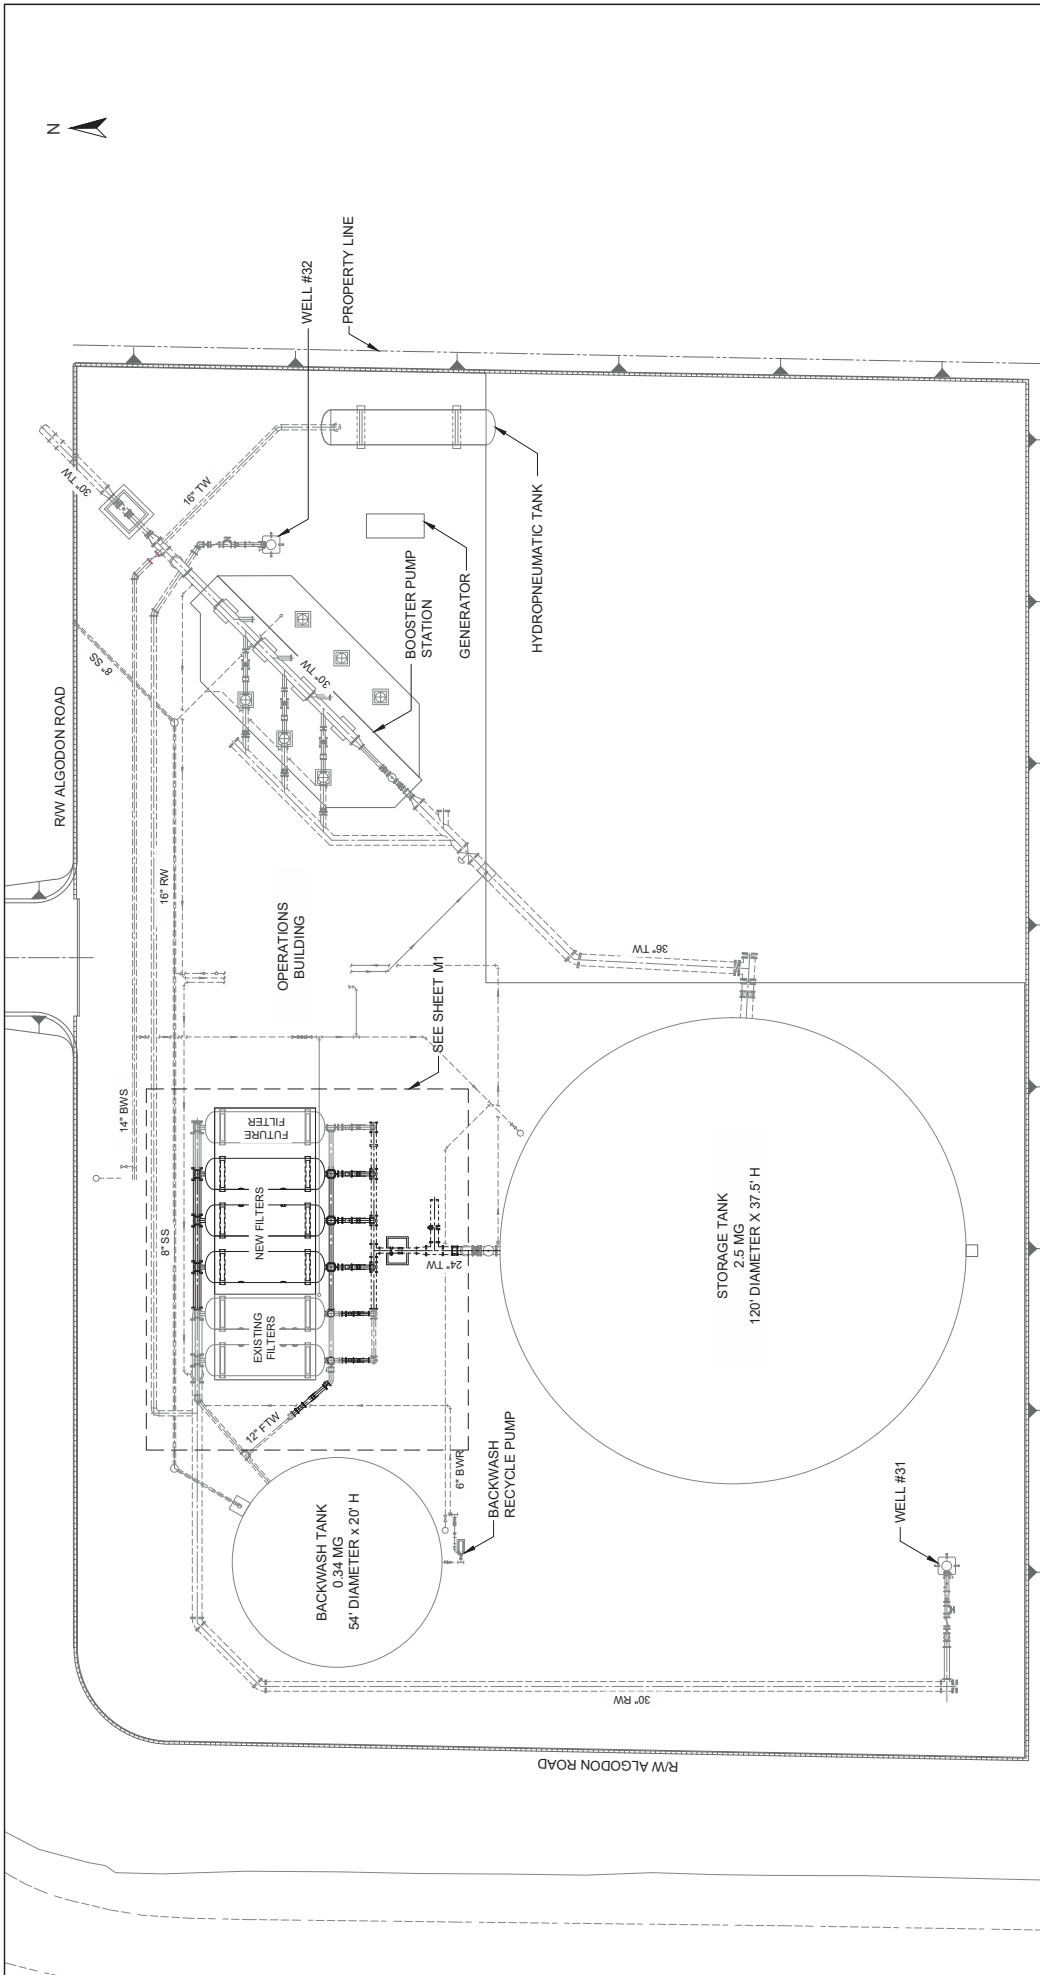 N
R/W ALGODON ROAD
30" TW
16" TW
WELL #32
PROPERTY LINE
8" SS
30" TW
BOOSTER PUMP
STATION
GENERATOR
HYDROPNEUMATIC TANK
16" RW
OPERATIONS
BUILDING
36" TW
SEE SHEET M1
14" BWS
8" SS
FUTURE
FILTER
NEW FILTERS
EXISTING
FILTERS
24" TW
12" FTW
STORAGE TANK
2.5 MG
120' DIAMETER X 37.5' H
BACKWASH TANK
0.34 MG
54' DIAMETER x 20' H
6" BWR
BACKWASH
RECYCLE PUMP
WELL #31
30" RW
R/W ALGODON ROAD